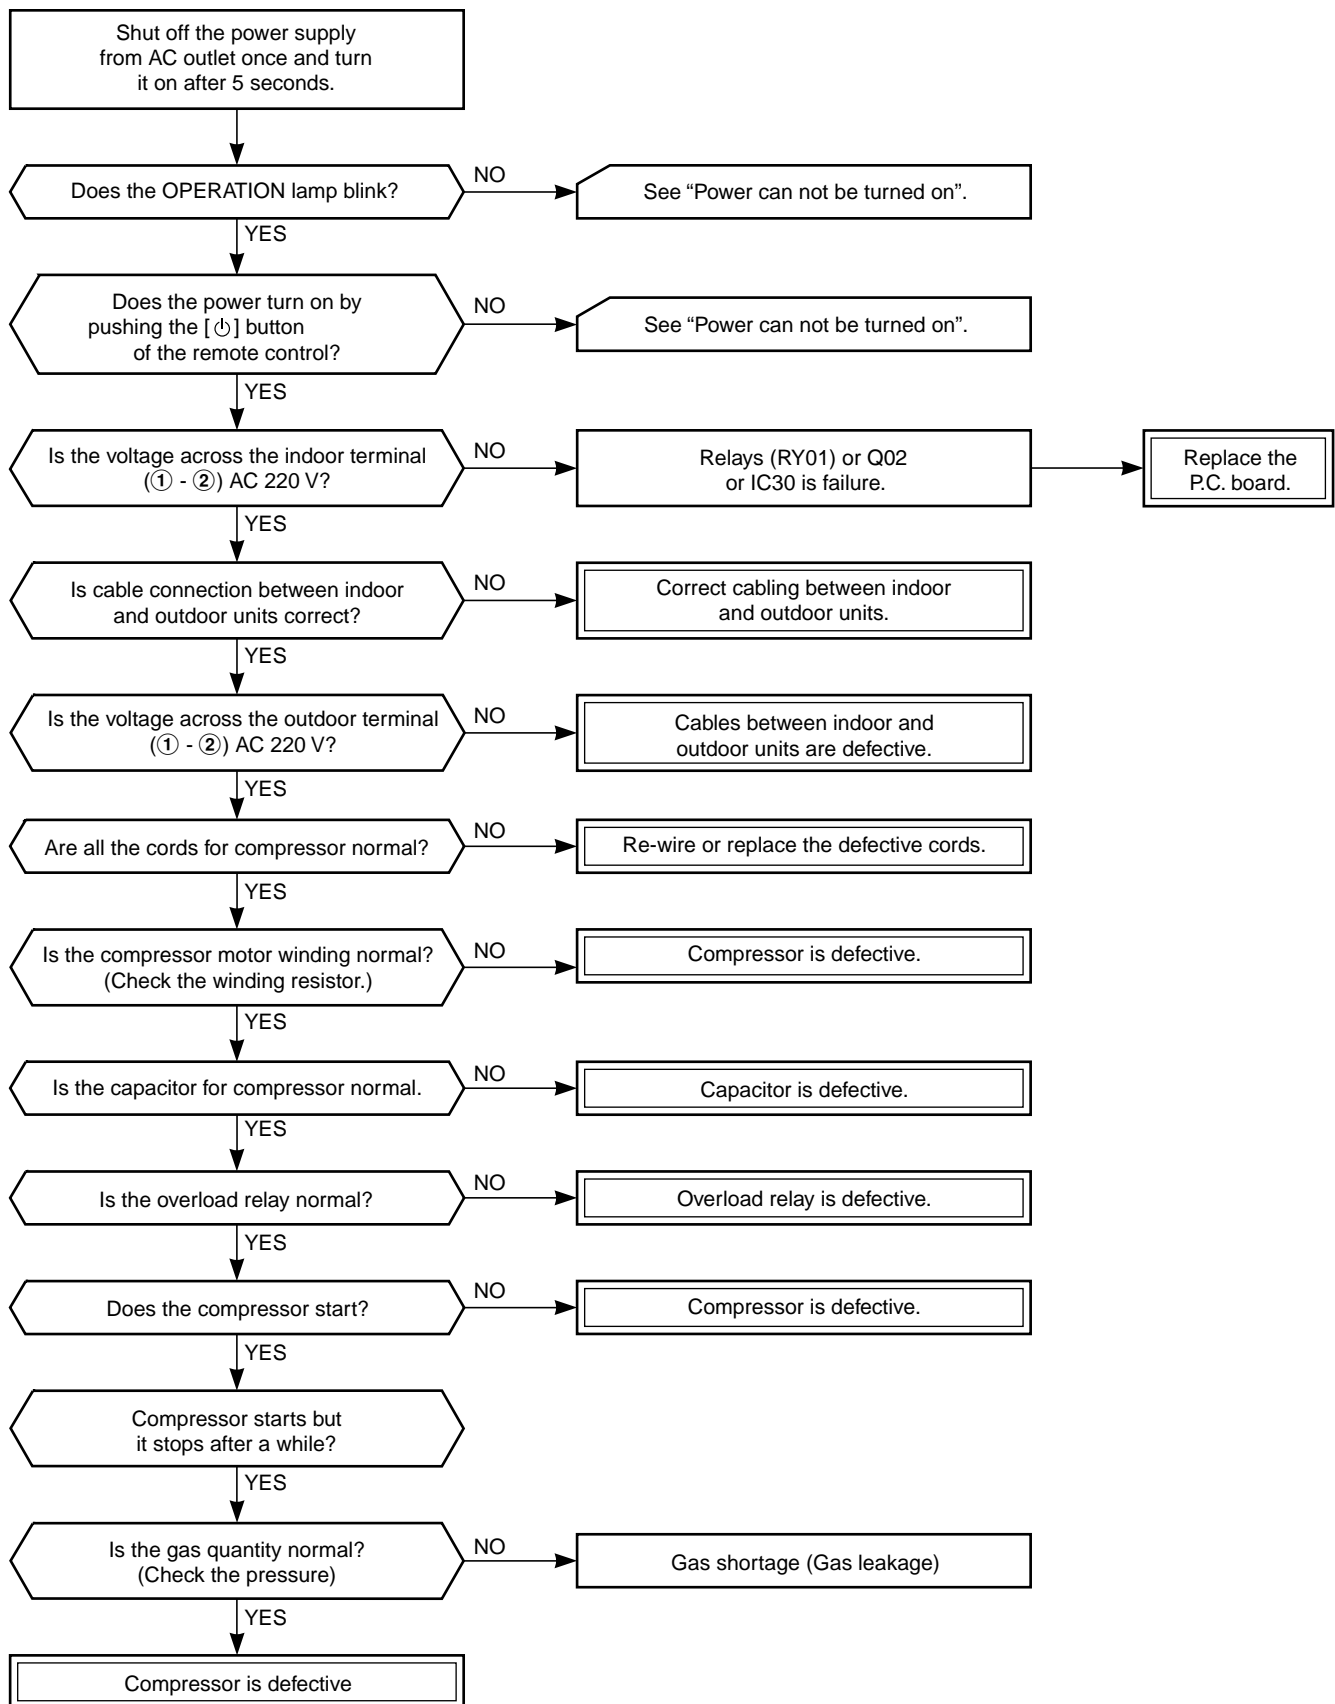 Shut off the power supply
from AC outlet once and turn
it on after 5 seconds.
Does the OPERATION lamp blink?
NO
See “Power can not be turned on”.
YES
Does the power turn on by
pushing the [⏻] button
of the remote control?
NO
See “Power can not be turned on”.
YES
Is the voltage across the indoor terminal
(① - ②) AC 220 V?
NO
Relays (RY01) or Q02
or IC30 is failure.
Replace the
P.C. board.
YES
Is cable connection between indoor
and outdoor units correct?
NO
Correct cabling between indoor
and outdoor units.
YES
Is the voltage across the outdoor terminal
(① - ②) AC 220 V?
NO
Cables between indoor and
outdoor units are defective.
YES
Are all the cords for compressor normal?
NO
Re-wire or replace the defective cords.
YES
Is the compressor motor winding normal?
(Check the winding resistor.)
NO
Compressor is defective.
YES
Is the capacitor for compressor normal.
NO
Capacitor is defective.
YES
Is the overload relay normal?
NO
Overload relay is defective.
YES
Does the compressor start?
NO
Compressor is defective.
YES
Compressor starts but
it stops after a while?
YES
Is the gas quantity normal?
(Check the pressure)
NO
Gas shortage (Gas leakage)
YES
Compressor is defective